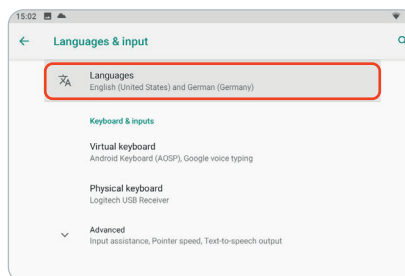 15:02
Languages & input
Languages
English (United States) and German (Germany)
Keyboard & inputs
Virtual keyboard
Android Keyboard (AOSP), Google voice typing
Physical keyboard
Logitech USB Receiver
Advanced
Input assistance, Pointer speed, Text-to-speech output